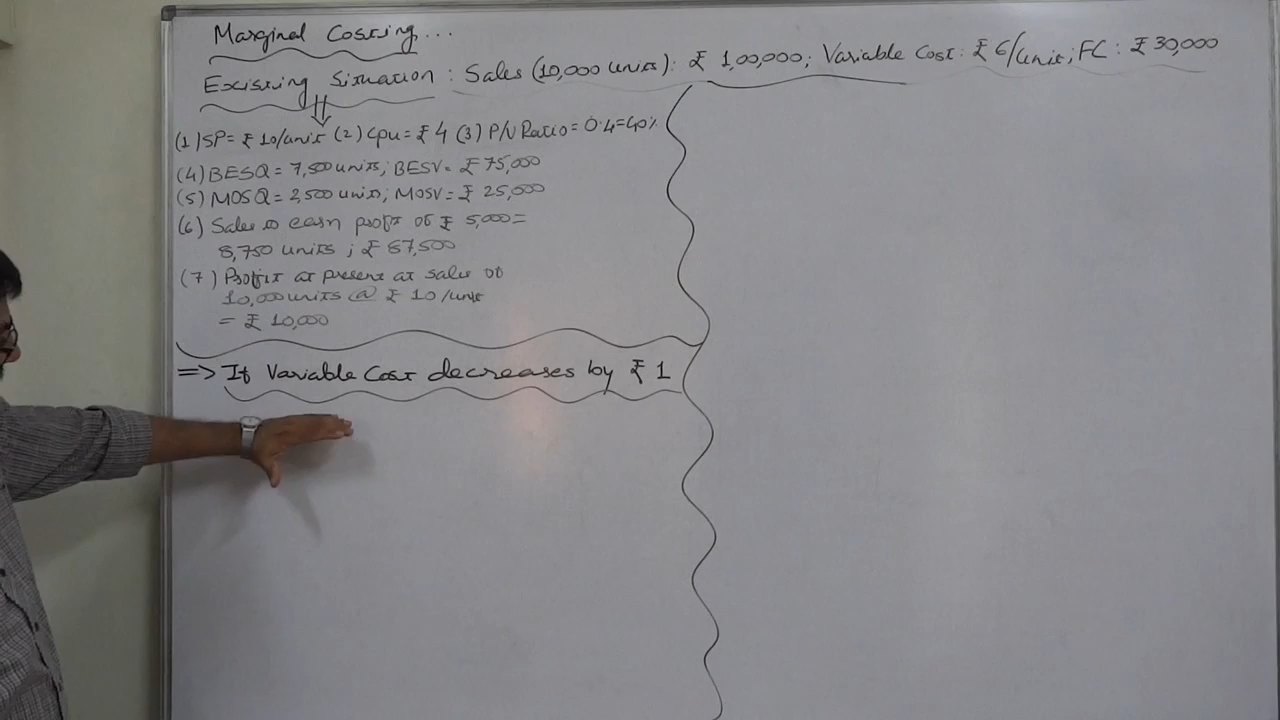 Marginal Costing...
Existing Situation : Sales (10,000 units): ₹ 1,00,000; Variable Cost: ₹ 6/unit; FC: ₹ 30,000
(1) SP = ₹ 10/unit (2) Cpu = ₹ 4 (3) P/V Ratio = 0.4 = 40%
(4) BESQ = 7,500 units; BESV = ₹ 75,000
(5) MOSQ = 2,500 units; MOSV = ₹ 25,000
(6) Sales to earn profit of ₹ 5,000 =
8,750 units ; ₹ 87,500
(7) Profit at present at sales of
10,000 units @ ₹ 10/unit
= ₹ 10,000
=> If Variable Cost decreases by ₹ 1